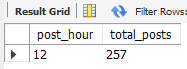 Result Grid Filter Rows:
post_hour total_posts
12 257